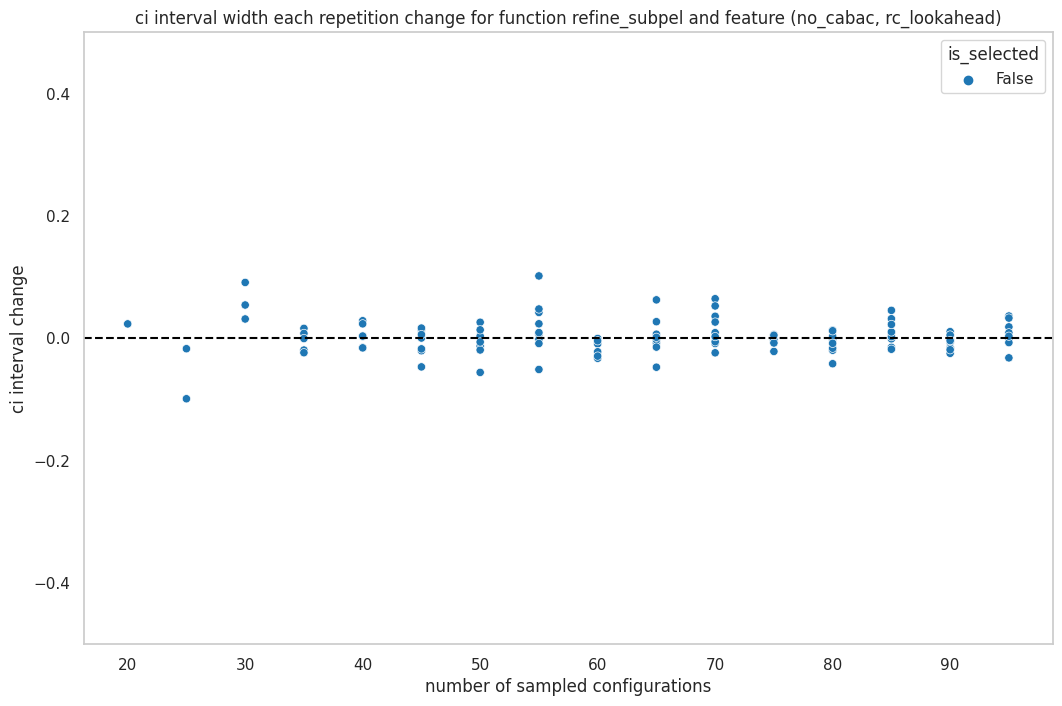 ci interval width each repetition change for function refine_subpel and feature (no_cabac, rc_lookahead)
is_selected
False
0.4
0.2
0.0
−0.2
−0.4
ci interval change
20 30 40 50 60 70 80 90
number of sampled configurations